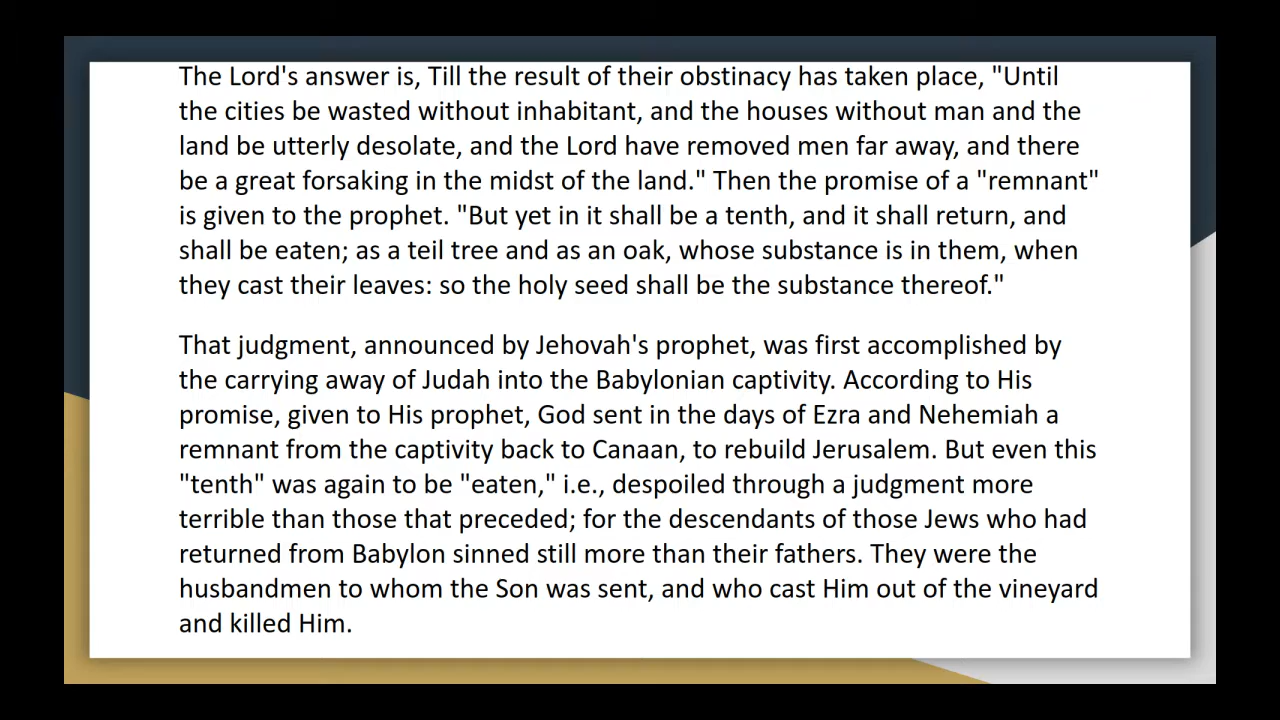 The Lord's answer is, Till the result of their obstinacy has taken place, "Until
the cities be wasted without inhabitant, and the houses without man and the
land be utterly desolate, and the Lord have removed men far away, and there
be a great forsaking in the midst of the land." Then the promise of a "remnant"
is given to the prophet. "But yet in it shall be a tenth, and it shall return, and
shall be eaten; as a teil tree and as an oak, whose substance is in them, when
they cast their leaves: so the holy seed shall be the substance thereof."
That judgment, announced by Jehovah's prophet, was first accomplished by
the carrying away of Judah into the Babylonian captivity. According to His
promise, given to His prophet, God sent in the days of Ezra and Nehemiah a
remnant from the captivity back to Canaan, to rebuild Jerusalem. But even this
"tenth" was again to be "eaten," i.e., despoiled through a judgment more
terrible than those that preceded; for the descendants of those Jews who had
returned from Babylon sinned still more than their fathers. They were the
husbandmen to whom the Son was sent, and who cast Him out of the vineyard
and killed Him.